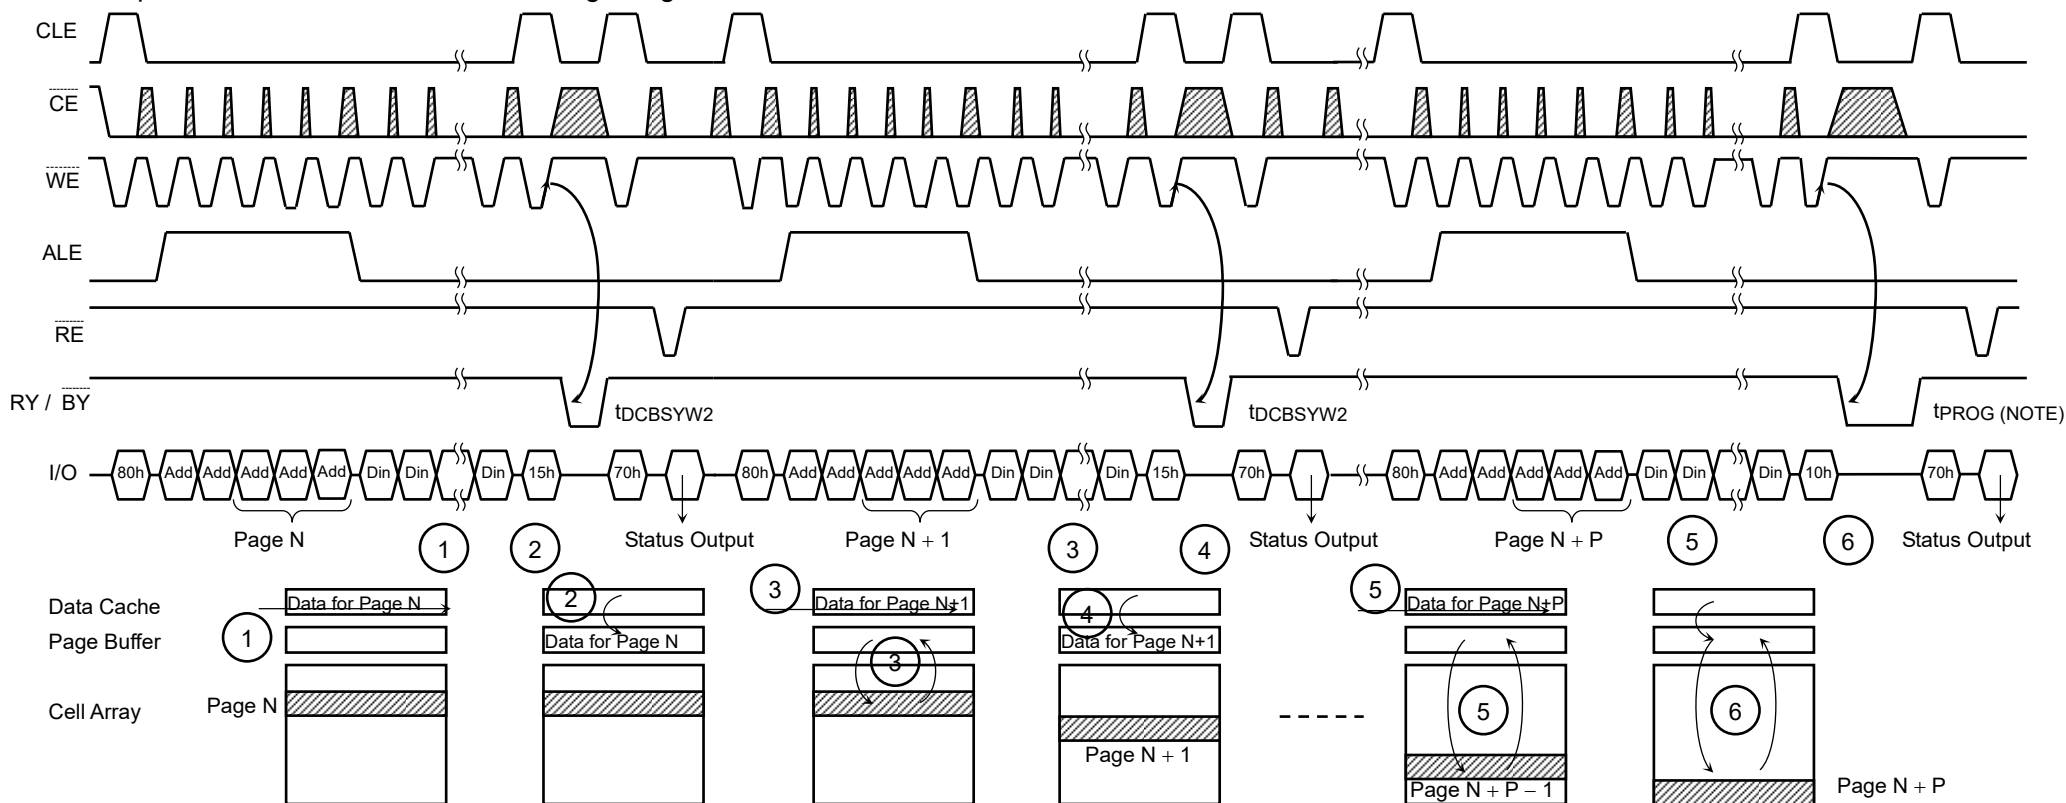 CLE
CE
WE
ALE
RE
RY / BY
tDCBSYW2 tDCBSYW2 tPROG (NOTE)
I/O 80h Add Add Add Add Add Din Din Din 15h 70h 80h Add Add Add Add Add Din Din Din 15h 70h 80h Add Add Add Add Add Din Din Din 10h 70h
Page N 1 2 Status Output Page N + 1 3 4 Status Output Page N + P 5 6 Status Output
Data Cache Data for Page N 2 3 Data for Page N+1 4 5 Data for Page N+P
Page Buffer 1 Data for Page N 3 Data for Page N+1
Cell Array Page N 5 6
Page N + 1
Page N + P − 1 Page N + P